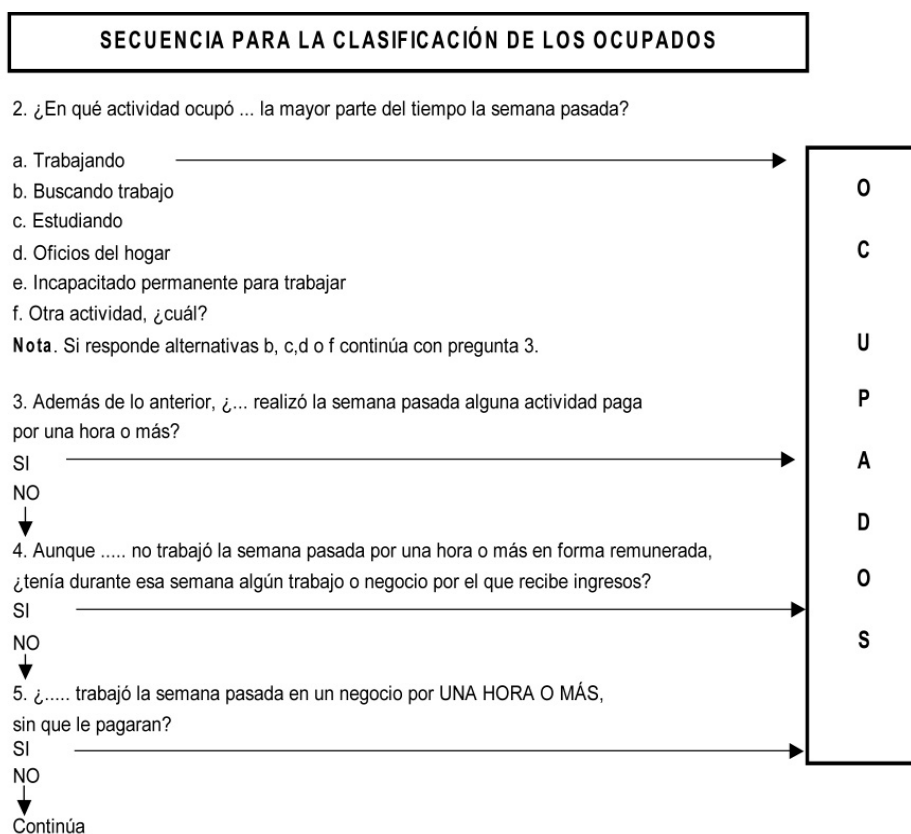 SECUENCIA PARA LA CLASIFICACIÓN DE LOS OCUPADOS
2. ¿En qué actividad ocupó ... la mayor parte del tiempo la semana pasada?
a. Trabajando
b. Buscando trabajo
c. Estudiando
d. Oficios del hogar
e. Incapacitado permanente para trabajar
f. Otra actividad, ¿cuál?
Nota. Si responde alternativas b, c,d o f continúa con pregunta 3.
3. Además de lo anterior, ¿... realizó la semana pasada alguna actividad paga
por una hora o más?
SI
NO
4. Aunque ..... no trabajó la semana pasada por una hora o más en forma remunerada,
¿tenía durante esa semana algún trabajo o negocio por el que recibe ingresos?
SI
NO
5. ¿..... trabajó la semana pasada en un negocio por UNA HORA O MÁS,
sin que le pagaran?
SI
NO
Continúa
O
C
U
P
A
D
O
S